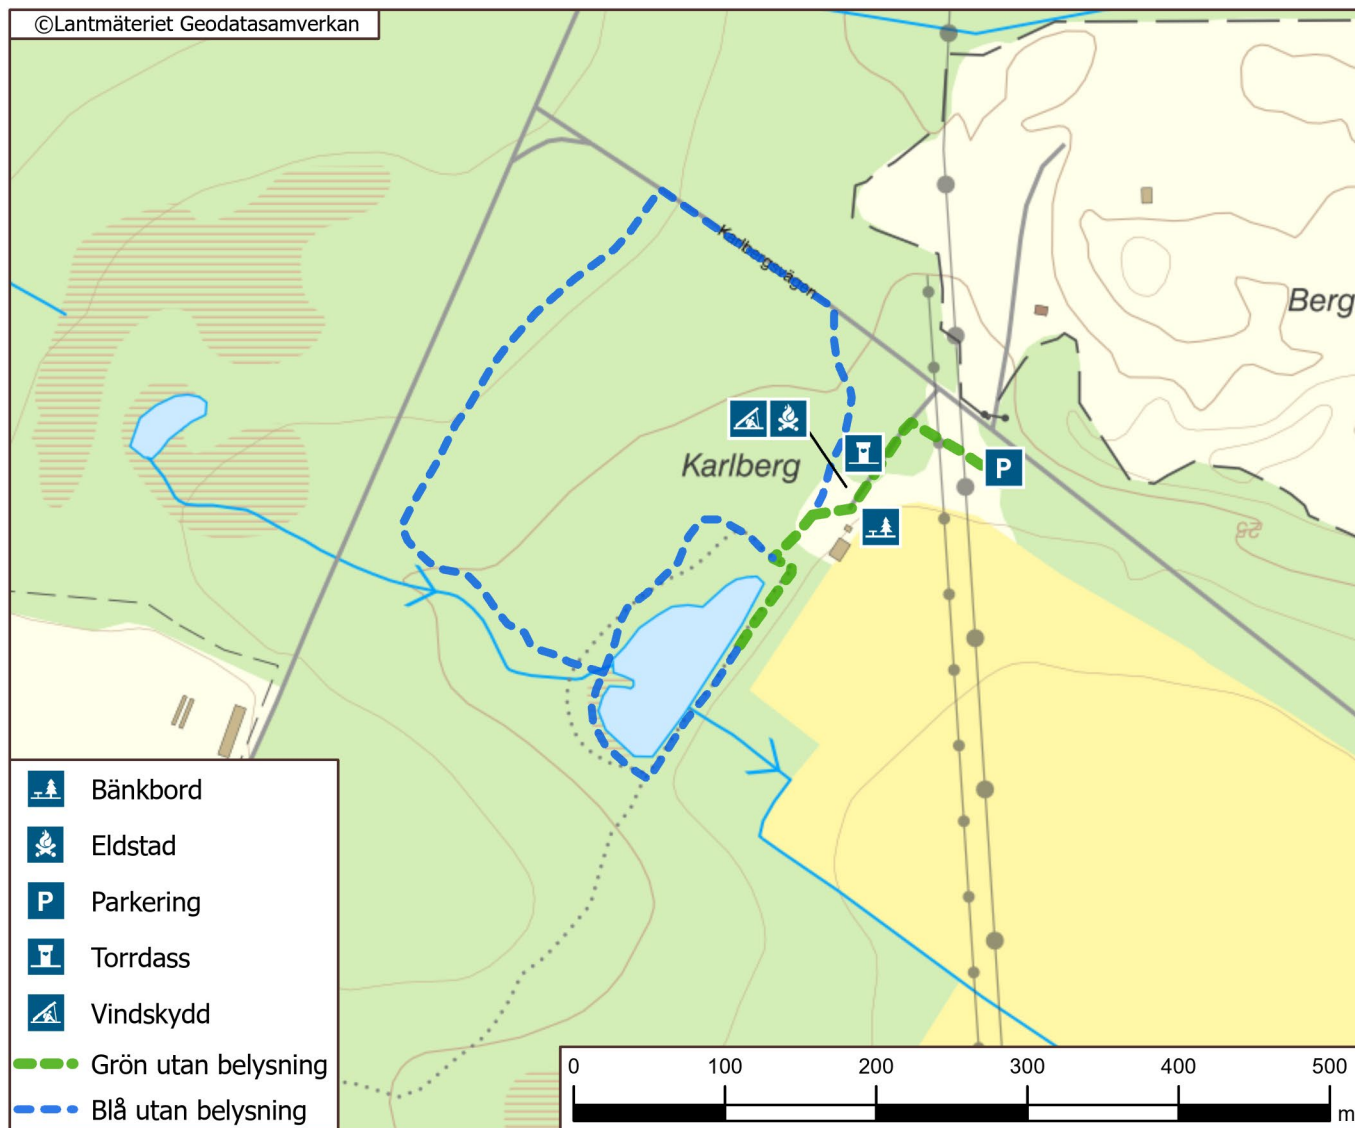 ©Lantmäteriet Geodatasamverkan
Karlbergsvägen
Berg
Karlberg
P
25
Bänkbord
Eldstad
P Parkering
Torrdass
Vindskydd
Grön utan belysning
Blå utan belysning
0 100 200 300 400 500
m